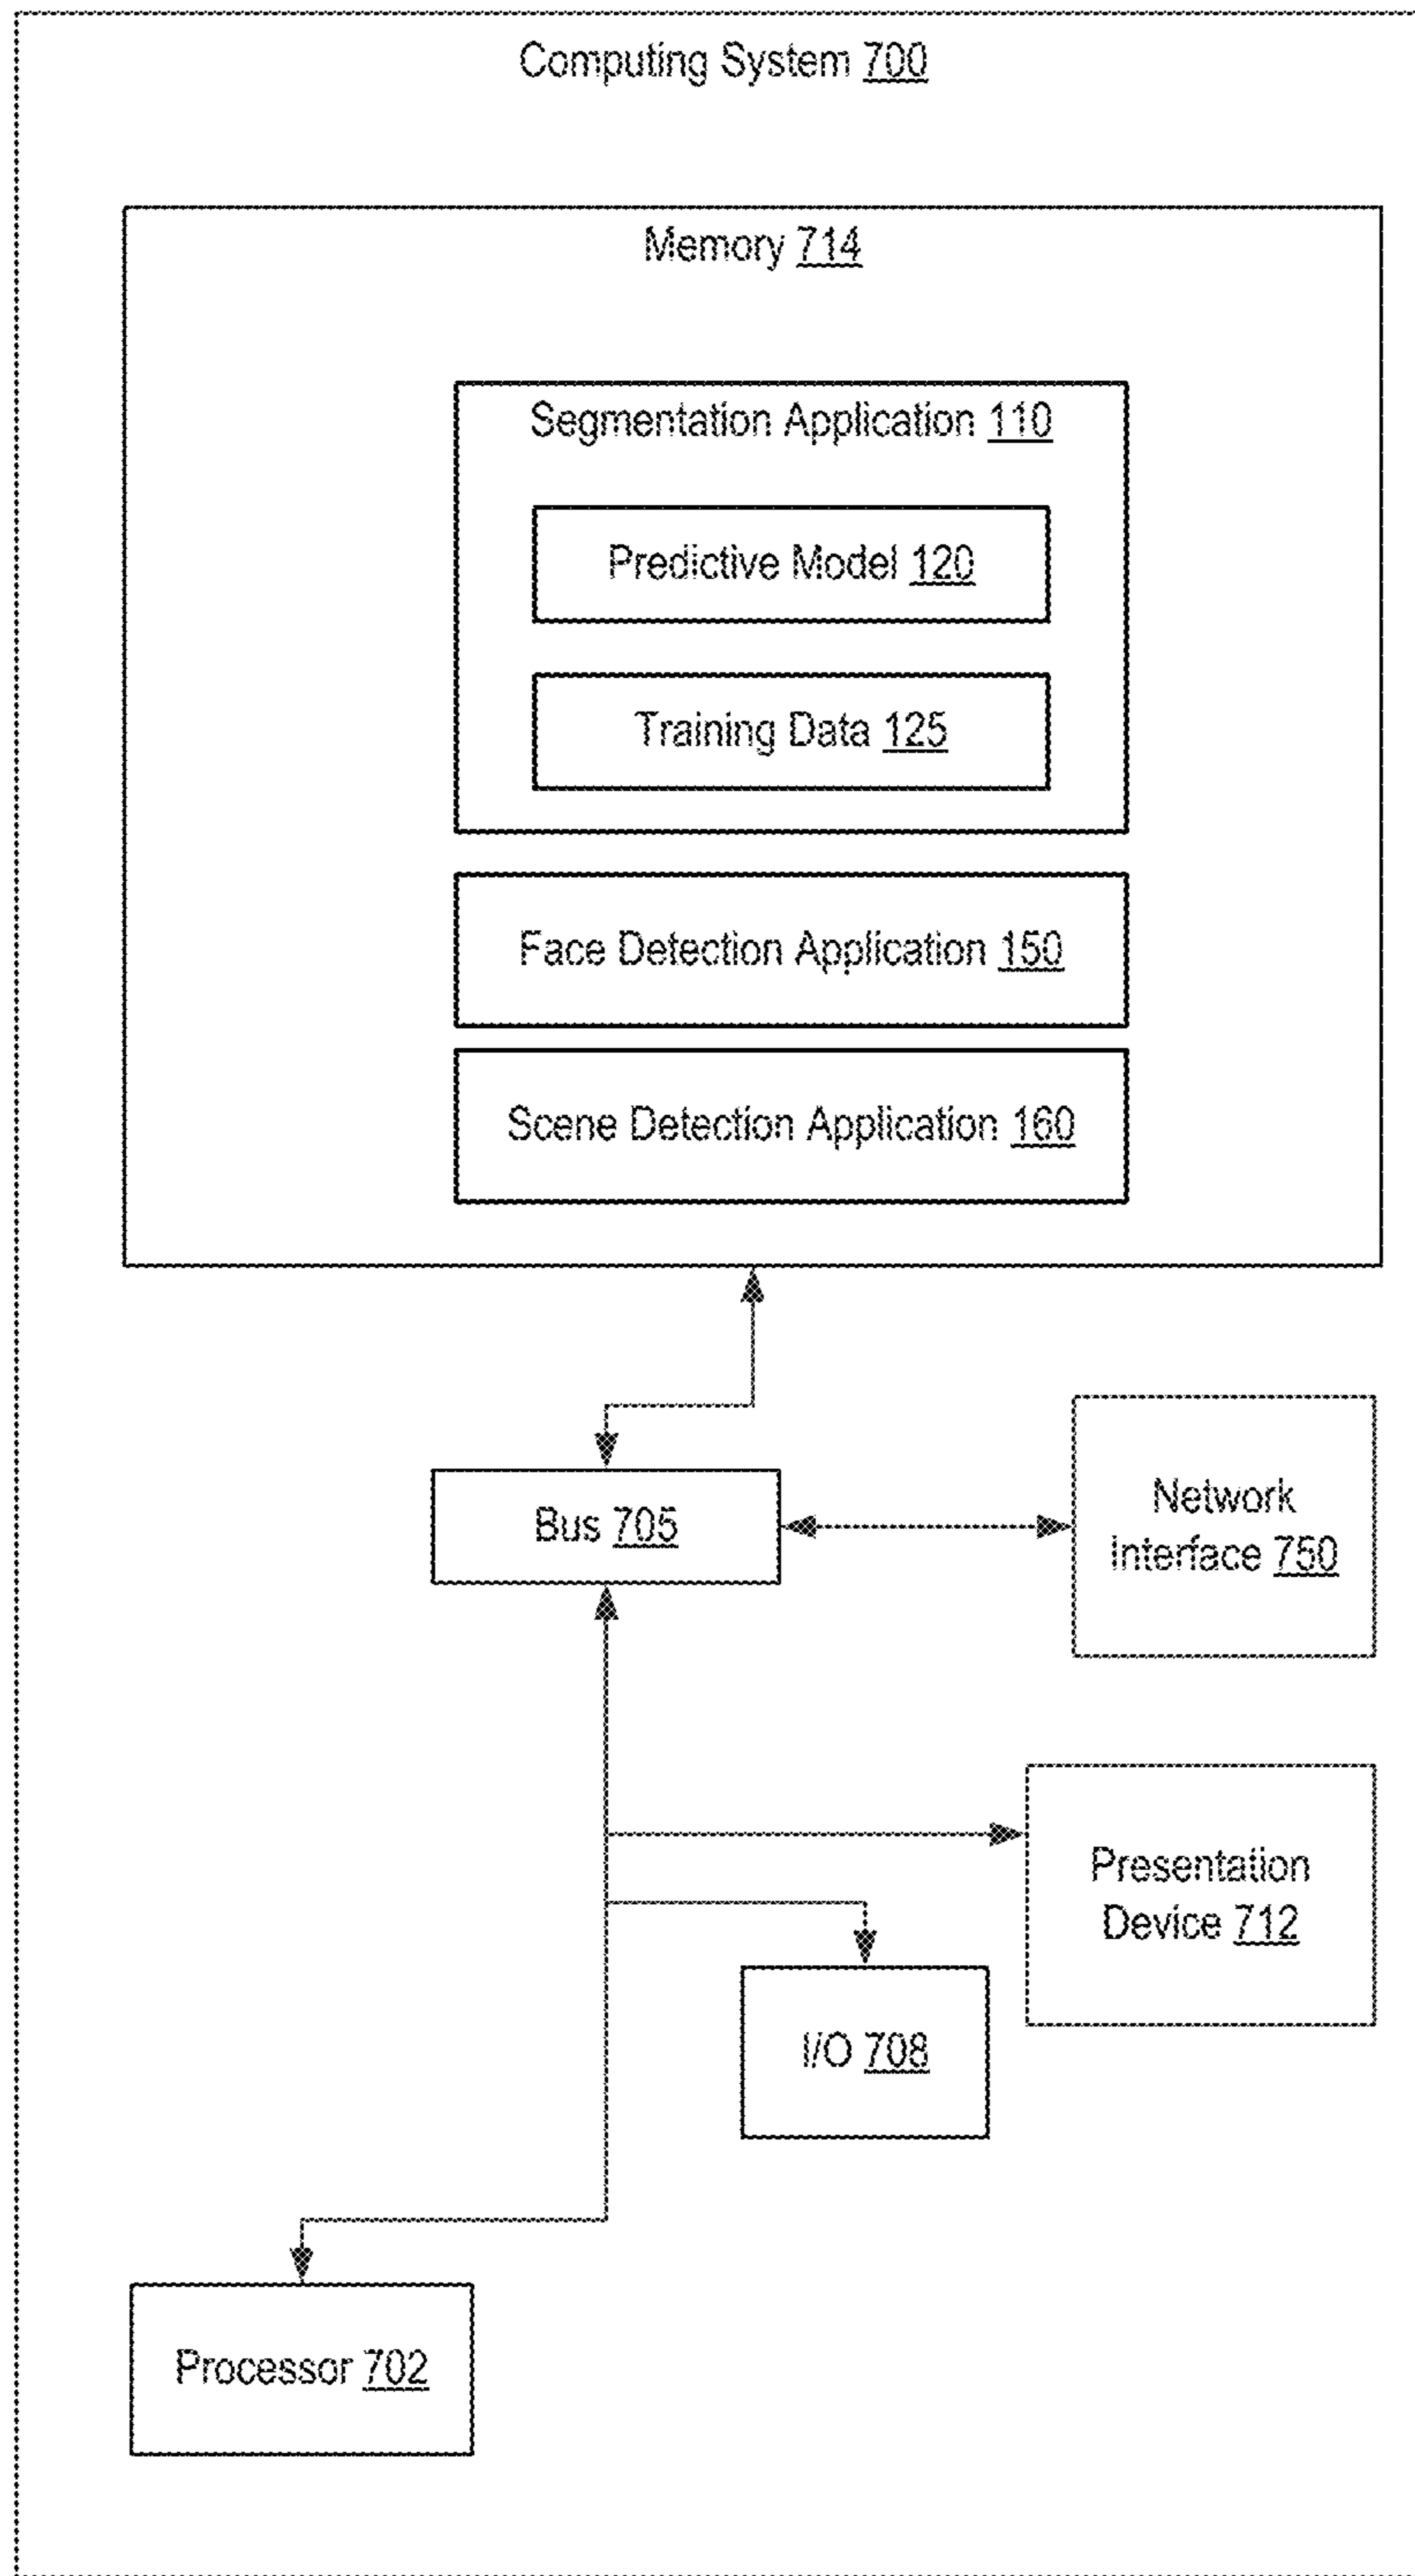 Computing System 700
Memory 714
Segmentation Application 110
Predictive Model 120
Training Data 125
Face Detection Application 150
Scene Detection Application 160
Bus 705
Network
Interface 750
Presentation
Device 712
I/O 708
Processor 702